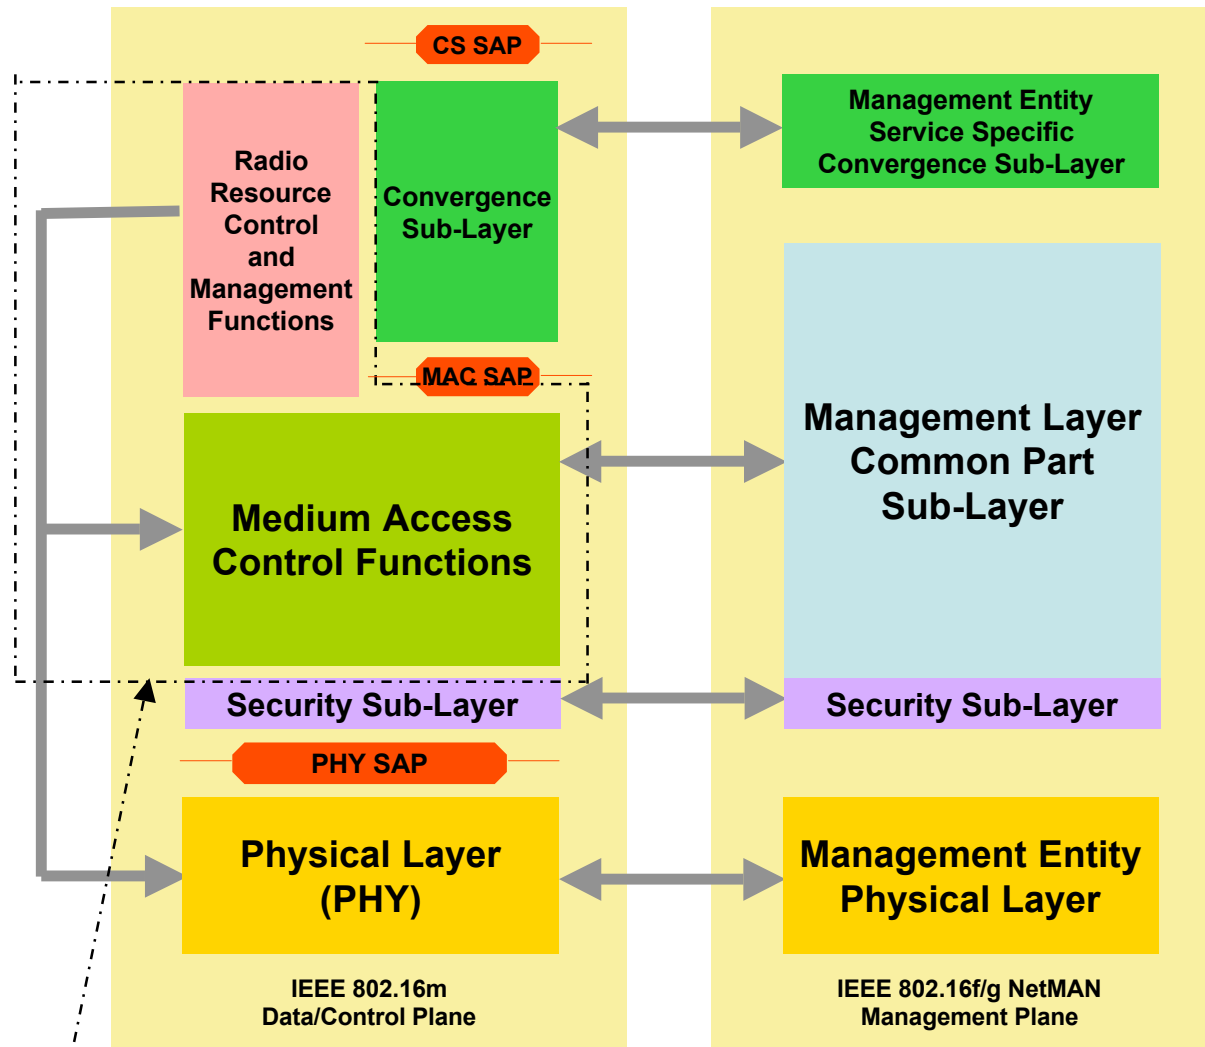 CS SAP
Radio
Resource
Control
and
Management
Functions
Convergence
Sub-Layer
MAC SAP
Medium Access
Control Functions
Security Sub-Layer
PHY SAP
Physical Layer
(PHY)
IEEE 802.16m
Data/Control Plane
Management Entity
Service Specific
Convergence Sub-Layer
Management Layer
Common Part
Sub-Layer
Security Sub-Layer
Management Entity
Physical Layer
IEEE 802.16f/g NetMAN
Management Plane